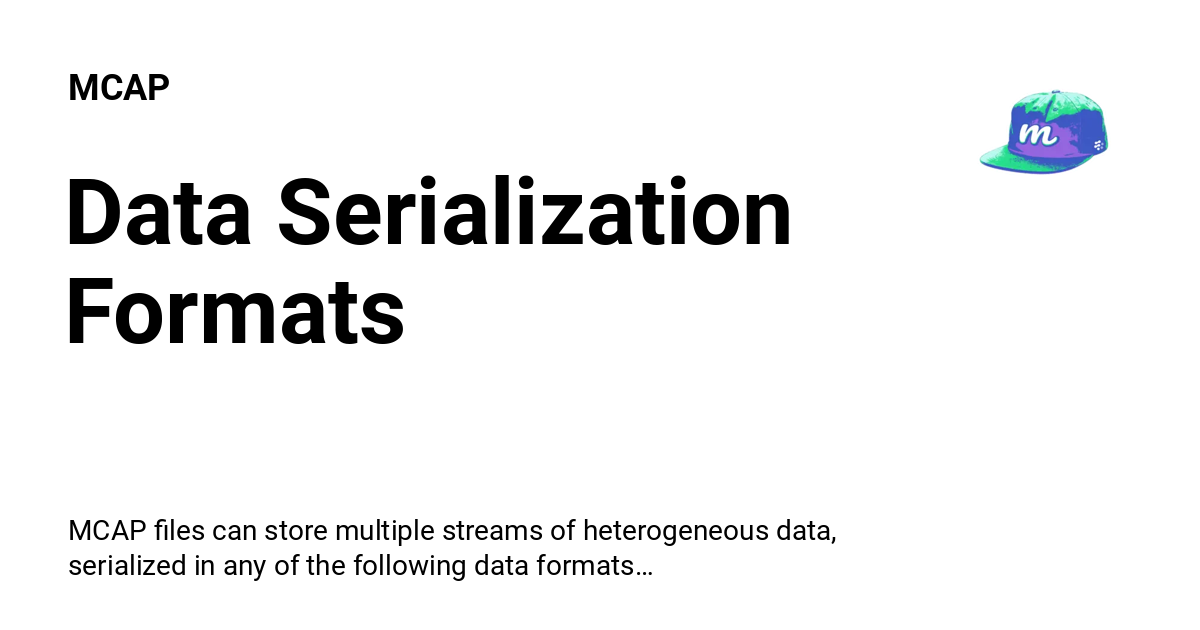 MCAP
m
Data Serialization
Formats
MCAP files can store multiple streams of heterogeneous data,
serialized in any of the following data formats…